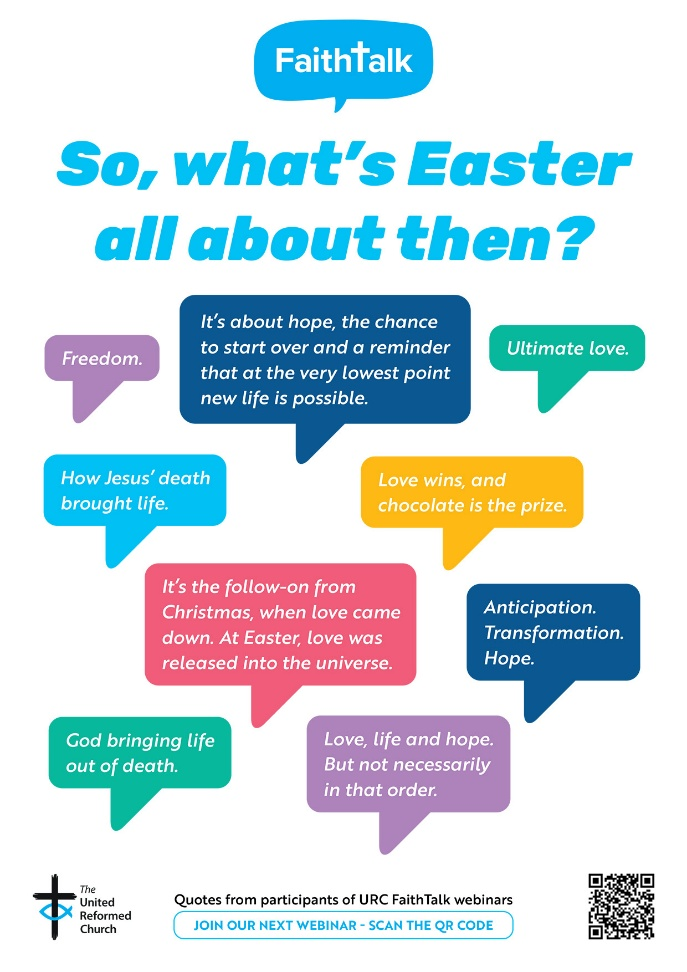 FaithTalk
So, what's Easter
all about then?
Freedom.
It's about hope, the chance
to start over and a reminder
that at the very lowest point
new life is possible.
Ultimate love.
How Jesus' death
brought life.
Love wins, and
chocolate is the prize.
It's the follow-on from
Christmas, when love came
down. At Easter, love was
released into the universe.
Anticipation.
Transformation.
Hope.
God bringing life
out of death.
Love, life and hope.
But not necessarily
in that order.
The
United
Reformed
Church
Quotes from participants of URC FaithTalk webinars
JOIN OUR NEXT WEBINAR - SCAN THE QR CODE